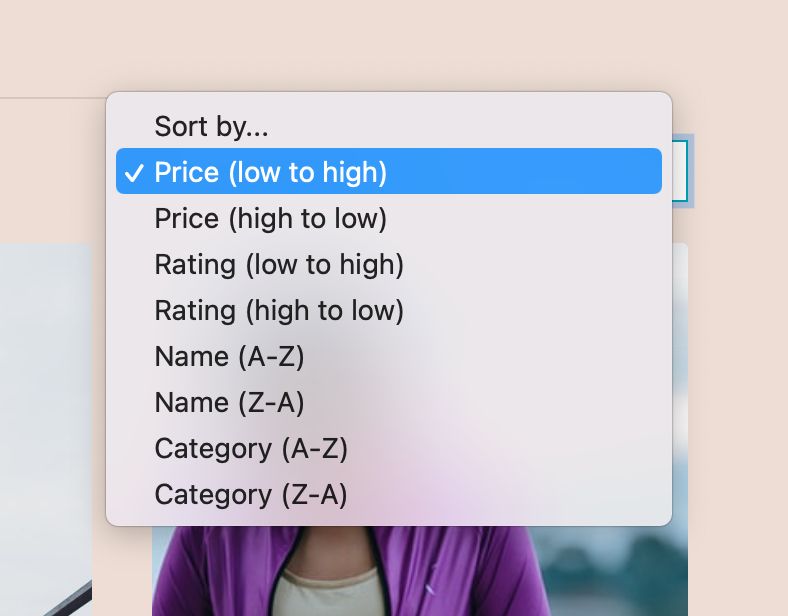 Sort by...
✓ Price (low to high)
Price (high to low)
Rating (low to high)
Rating (high to low)
Name (A-Z)
Name (Z-A)
Category (A-Z)
Category (Z-A)